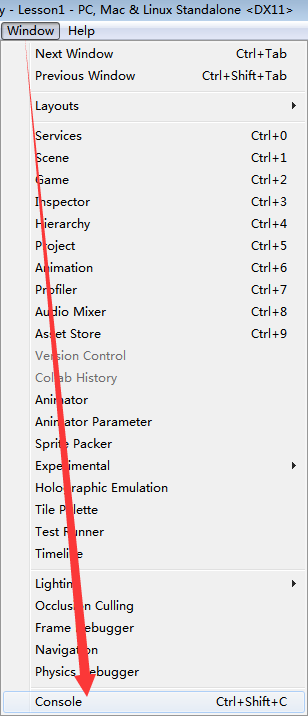 y - Lesson1 - PC, Mac & Linux Standalone <DX11>
Window Help
Next Window Ctrl+Tab
Previous Window Ctrl+Shift+Tab
Layouts
Services Ctrl+0
Scene Ctrl+1
Game Ctrl+2
Inspector Ctrl+3
Hierarchy Ctrl+4
Project Ctrl+5
Animation Ctrl+6
Profiler Ctrl+7
Audio Mixer Ctrl+8
Asset Store Ctrl+9
Version Control
Collab History
Animator
Animator Parameter
Sprite Packer
Experimental
Holographic Emulation
Tile Palette
Test Runner
Timeline
Lighting
Occlusion Culling
Frame Debugger
Navigation
Physics Debugger
Console Ctrl+Shift+C